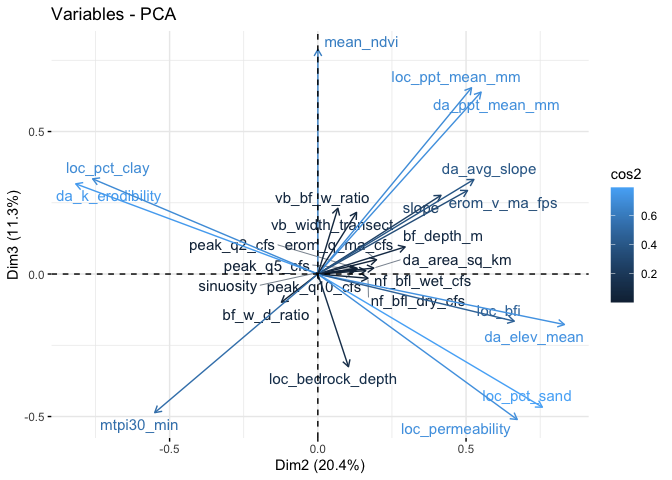 Variables - PCA
mean_ndvi
loc_ppt_mean_mm
da_ppt_mean_mm
loc_pct_clay
da_k_erodibility
da_avg_slope
slope
erom_v_ma_fps
vb_bf_w_ratio
vb_width_transect
bf_depth_m
peak_q2_cfs
erom_q_ma_cfs
da_area_sq_km
peak_q5_cfs
sinuosity
peak_q10_cfs
nf_bfl_wet_cfs
nf_bfl_dry_cfs
bf_w_d_ratio
loc_bfi
da_elev_mean
loc_bedrock_depth
loc_pct_sand
mtpi30_min
loc_permeability
0.5
0.0
-0.5
Dim3 (11.3%)
-0.5
0.0
0.5
Dim2 (20.4%)
cos2
0.6
0.4
0.2